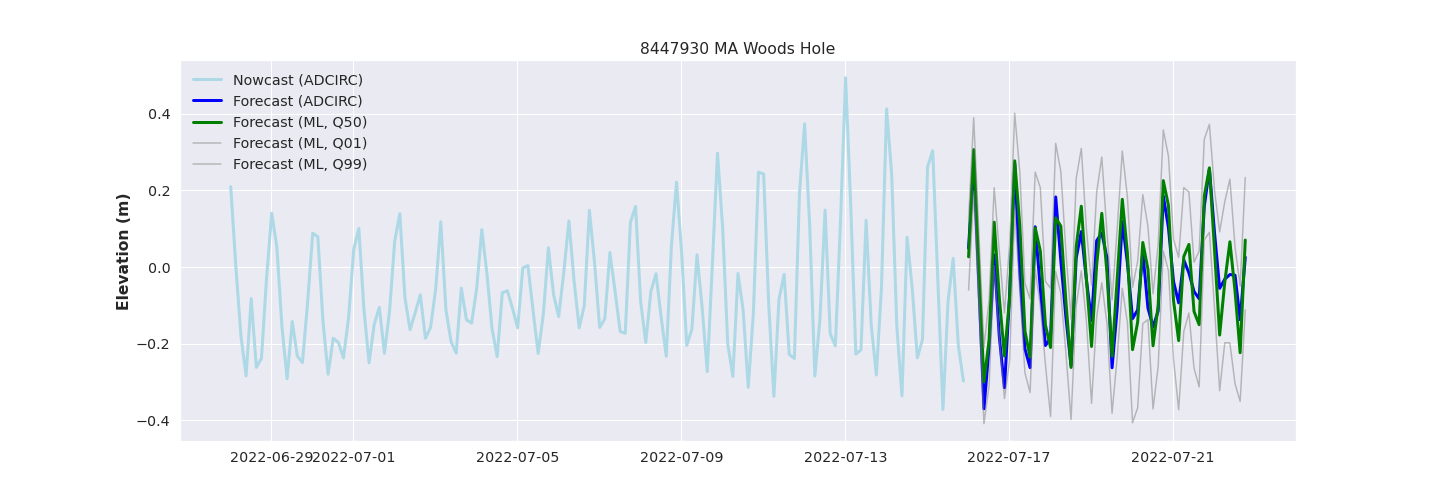 8447930 MA Woods Hole
Nowcast (ADCIRC)
Forecast (ADCIRC)
Forecast (ML, Q50)
Forecast (ML, Q01)
Forecast (ML, Q99)
Elevation (m)
0.4
0.2
0.0
−0.2
−0.4
2022-06-29 2022-07-01 2022-07-05 2022-07-09 2022-07-13 2022-07-17 2022-07-21